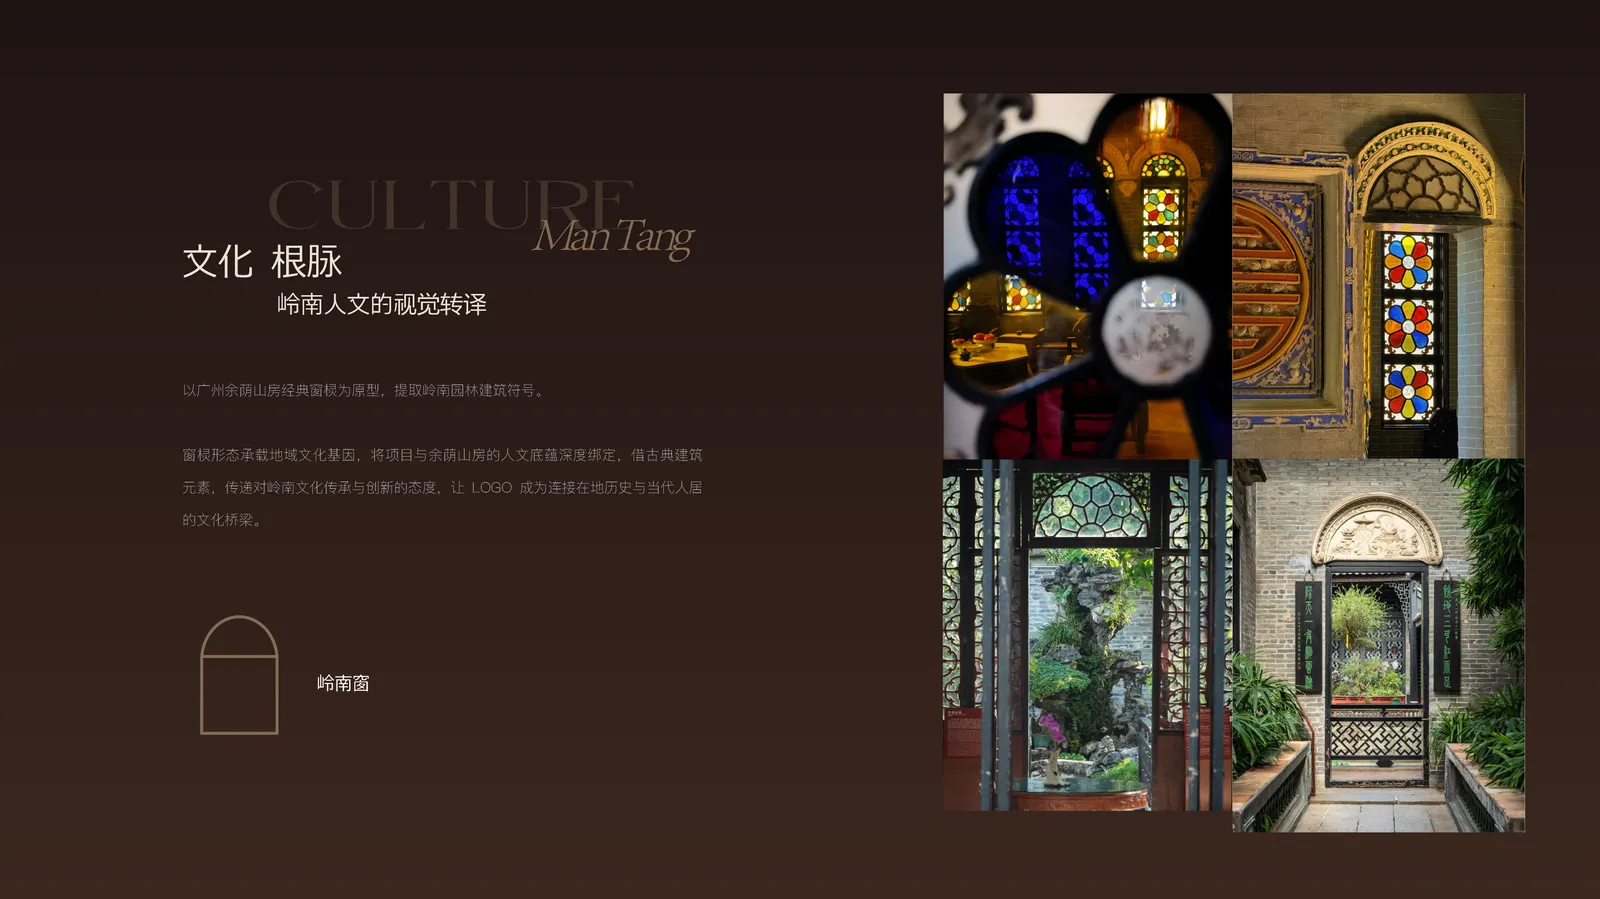 CULTURE
Man Tang
文化 根脉
岭南人文的视觉转译
以广州余荫山房经典窗棂为原型，提取岭南园林建筑符号。
窗棂形态承载地域文化基因，将项目与余荫山房的人文底蕴深度绑定，借古典建筑
元素，传递对岭南文化传承与创新的态度，让 LOGO 成为连接在地历史与当代人居
的文化桥梁。
岭南窗